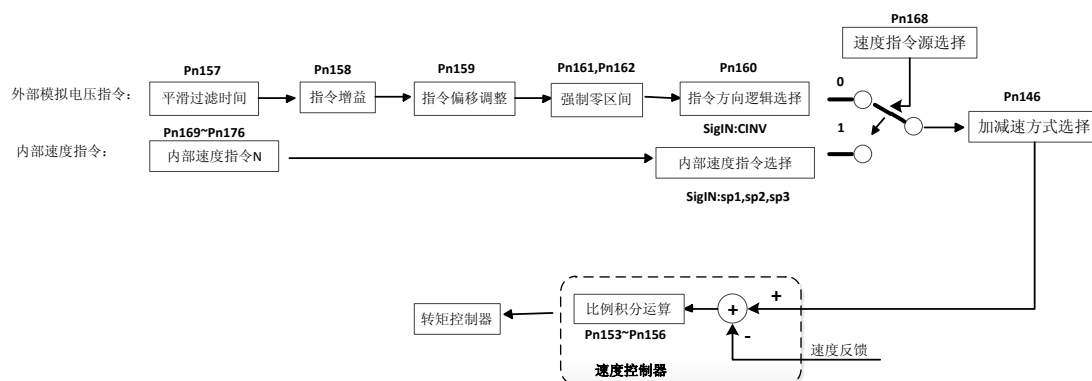 Pn168
速度指令源选择
Pn157
Pn158
Pn159
Pn161,Pn162
Pn160
0
Pn146
外部模拟电压指令：
平滑过滤时间
指令增益
指令偏移调整
强制零区间
指令方向逻辑选择
加减速方式选择
Pn169~Pn176
SigIN:CINV
1
内部速度指令：
内部速度指令N
内部速度指令选择
SigIN:sp1,sp2,sp3
转矩控制器
比例积分运算
+
+
-
Pn153~Pn156
速度反馈
速度控制器